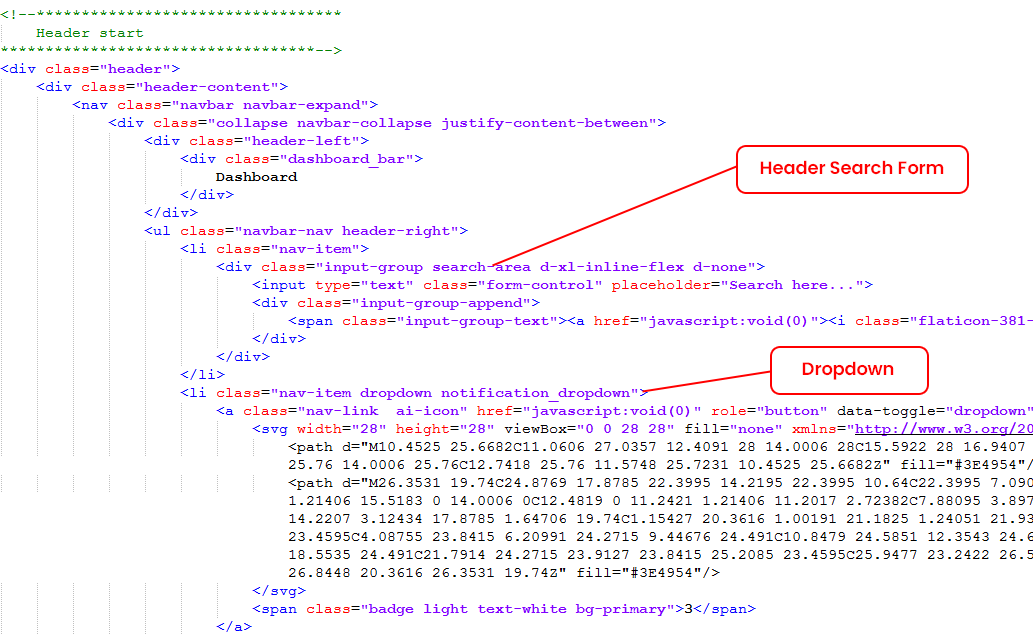 <!--**********************************
    Header start
***********************************-->
<div class="header">
    <div class="header-content">
        <nav class="navbar navbar-expand">
            <div class="collapse navbar-collapse justify-content-between">
                <div class="header-left">
                    <div class="dashboard_bar">
                        Dashboard
                    </div>
                </div>
Header Search Form
                <ul class="navbar-nav header-right">
                    <li class="nav-item">
                        <div class="input-group search-area d-xl-inline-flex d-none">
                            <input type="text" class="form-control" placeholder="Search here...">
                            <div class="input-group-append">
                                <span class="input-group-text"><a href="javascript:void(0)"><i class="flaticon-381-
                            </div>
                        </div>
                    </li>
Dropdown
                    <li class="nav-item dropdown notification_dropdown">
                        <a class="nav-link  ai-icon" href="javascript:void(0)" role="button" data-toggle="dropdown"
                            <svg width="28" height="28" viewBox="0 0 28 28" fill="none" xmlns="http://www.w3.org/20
                                <path d="M10.4525 25.6682C11.0606 27.0357 12.4091 28 14.0006 28C15.5922 28 16.9407
                                25.76 14.0006 25.76C12.7418 25.76 11.5748 25.7231 10.4525 25.6682Z" fill="#3E4954"/
                                <path d="M26.3531 19.74C24.8769 17.8785 22.3995 14.2195 22.3995 10.64C22.3995 7.090
                                1.21406 15.5183 0 14.0006 0C12.4819 0 11.2421 1.21406 11.2017 2.72382C7.88095 3.897
                                14.2207 3.12434 17.8785 1.64706 19.74C1.15427 20.3616 1.00191 21.1825 1.24051 21.93
                                23.4595C4.08755 23.8415 6.20991 24.2715 9.44676 24.491C10.8479 24.5851 12.3543 24.6
                                18.5535 24.491C21.7914 24.2715 23.9127 23.8415 25.2085 23.4595C25.9477 23.2422 26.5
                                26.8448 20.3616 26.3531 19.74Z" fill="#3E4954"/>
                            </svg>
                            <span class="badge light text-white bg-primary">3</span>
                        </a>